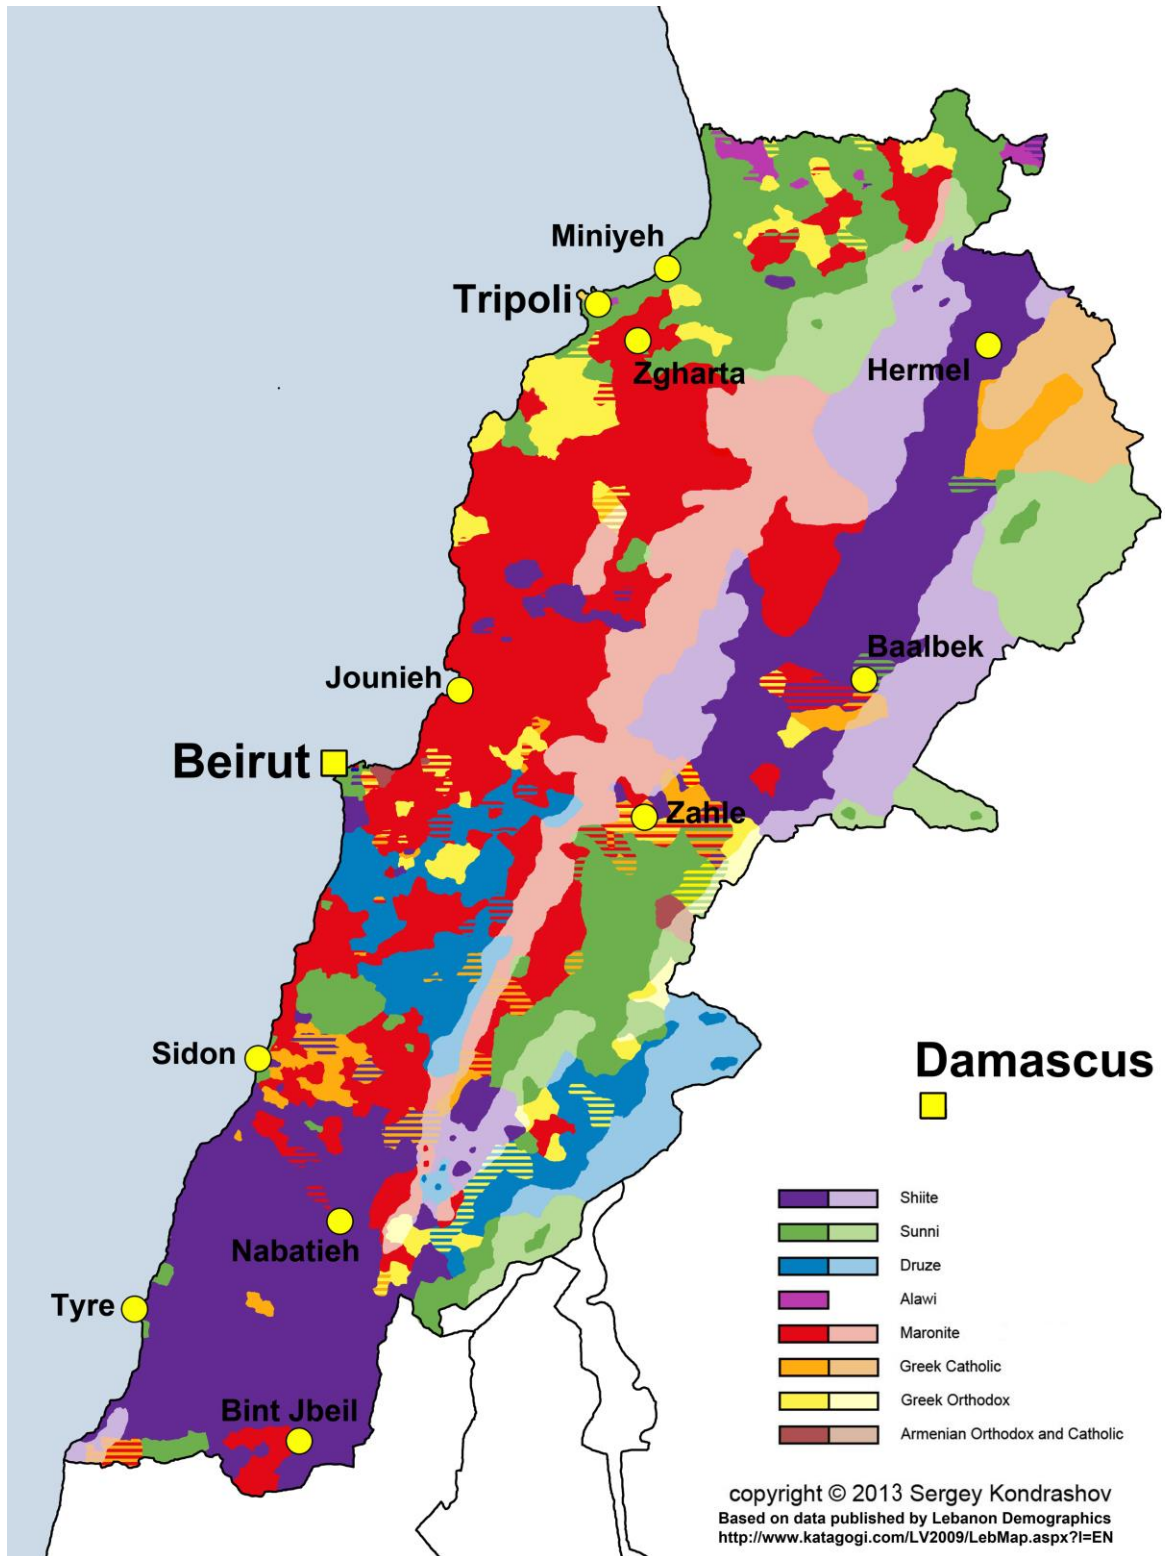 Miniyeh
Tripoli
Zgharta
Hermel
Baalbek
Jounieh
Beirut
Zahle
Sidon
Damascus
Nabatieh
Tyre
Bint Jbeil
Shiite
Sunni
Druze
Alawi
Maronite
Greek Catholic
Greek Orthodox
Armenian Orthodox and Catholic
copyright © 2013 Sergey Kondrashov
Based on data published by Lebanon Demographics
http://www.katagogi.com/LV2009/LebMap.aspx?l=EN